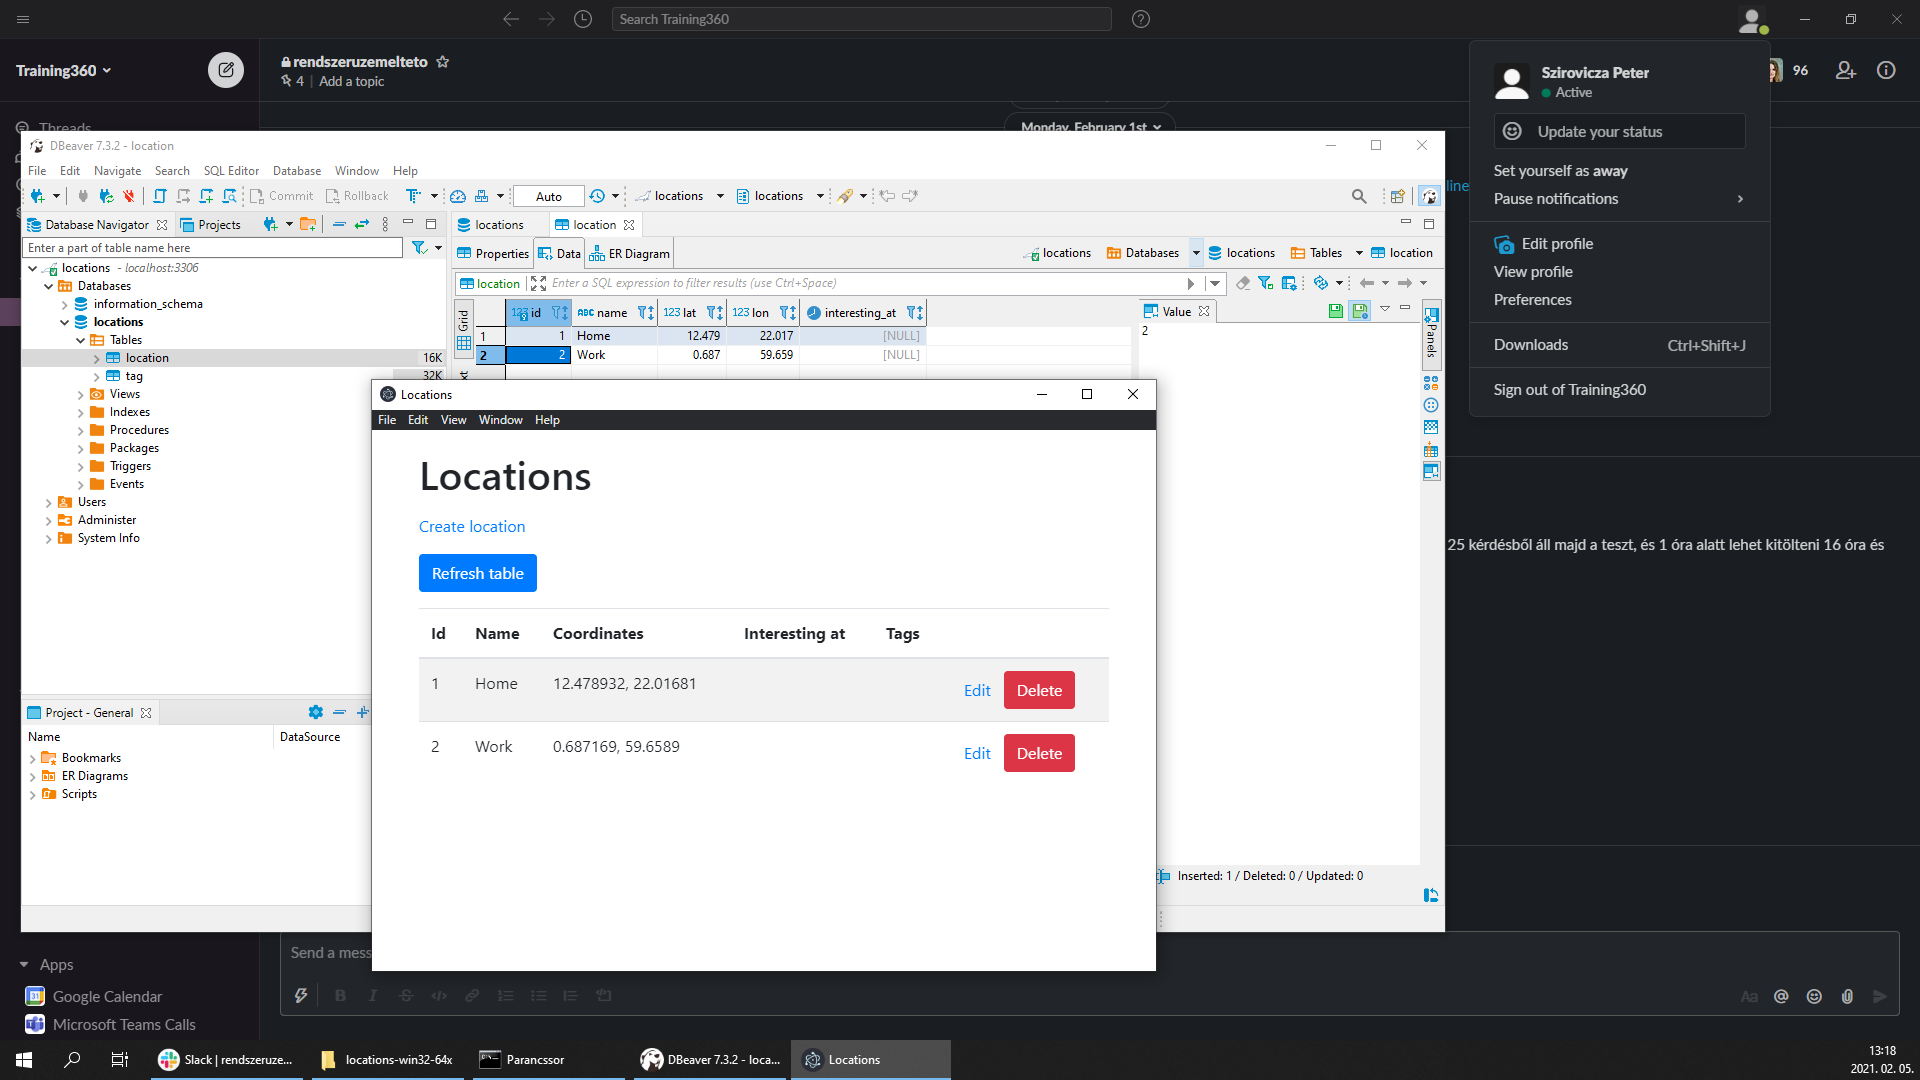 Search Training360
Training360
rendszeruzemelteto
4 | Add a topic
96
Threads
Monday, February 1st
Szirovicza Peter
Active
Update your status
Set yourself as away
Pause notifications
Edit profile
View profile
Preferences
Downloads Ctrl+Shift+J
Sign out of Training360
line
25 kérdésből áll majd a teszt, és 1 óra alatt lehet kitölteni 16 óra és
DBeaver 7.3.2 - location
File Edit Navigate Search SQL Editor Database Window Help
Commit Rollback Auto locations locations
Database Navigator Projects
Enter a part of table name here
locations - localhost:3306
Databases
information_schema
locations
Tables
location 16K
tag 32K
Views
Indexes
Procedures
Packages
Triggers
Events
Users
Administer
System Info
Project - General
Name DataSource
Bookmarks
ER Diagrams
Scripts
locations location
Properties Data ER Diagram locations Databases locations Tables location
location Enter a SQL expression to filter results (use Ctrl+Space)
Grid
123 id ABC name 123 lat 123 lon interesting_at
1 1 Home 12.479 22.017 [NULL]
2 2 Work 0.687 59.659 [NULL]
Value
2
Panels
Inserted: 1 / Deleted: 0 / Updated: 0
Locations
File Edit View Window Help
Locations
Create location
Refresh table
Id Name Coordinates Interesting at Tags
1 Home 12.478932, 22.01681 Edit Delete
2 Work 0.687169, 59.6589 Edit Delete
Send a mess
Aa
Apps
31 Google Calendar
Microsoft Teams Calls
Slack | rendszeruze...
locations-win32-64x
Parancssor
DBeaver 7.3.2 - loca...
Locations
13:18
2021. 02. 05.